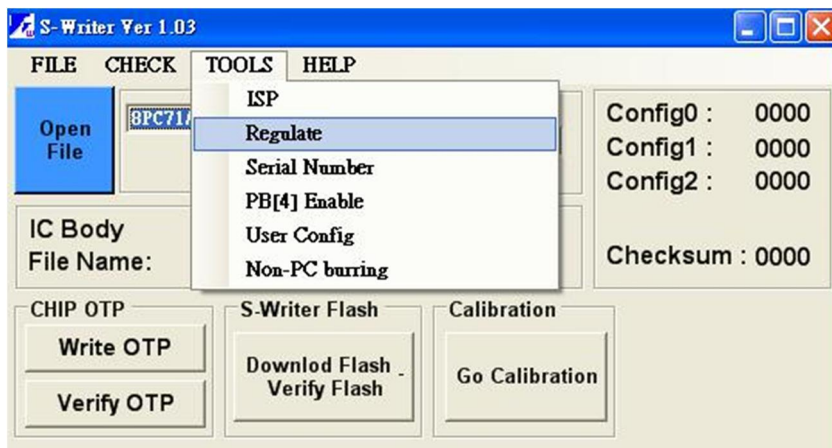 S-Writer Ver 1.03
FILE CHECK TOOLS HELP
ISP
Regulate
Serial Number
PB[4] Enable
User Config
Non-PC burring
Open
File
8PC71
Config0 : 0000
Config1 : 0000
Config2 : 0000
IC Body
File Name:
Checksum : 0000
CHIP OTP
Write OTP
Verify OTP
S-Writer Flash
Downlod Flash -
Verify Flash
Calibration
Go Calibration